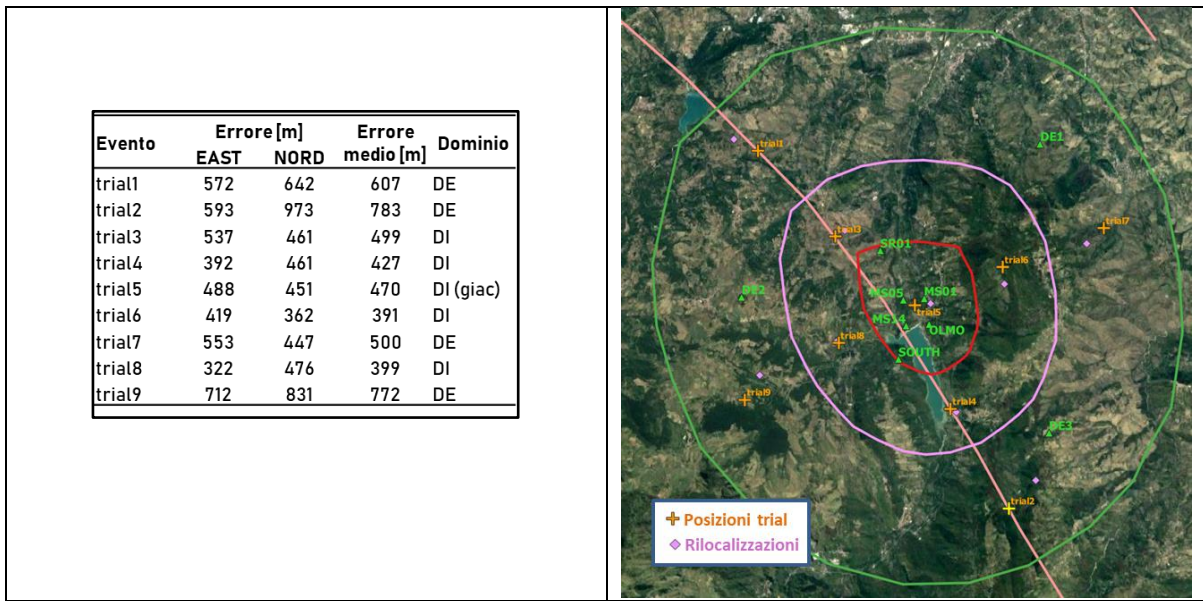 Evento Errore [m] Errore medio [m] Dominio
EAST NORD
trial1 572 642 607 DE
trial2 593 973 783 DE
trial3 537 461 499 DI
trial4 392 461 427 DI
trial5 488 451 470 DI (giac)
trial6 419 362 391 DI
trial7 553 447 500 DE
trial8 322 476 399 DI
trial9 712 831 772 DE
DE1
trial1
trial7
trial3
SR01
trial6
DE2
MS05
MS01
trial5
MS14
OLMO
trial8
SOUTH
trial9
trial4
DE3
trial2
Posizioni trial
Rilocalizzazioni